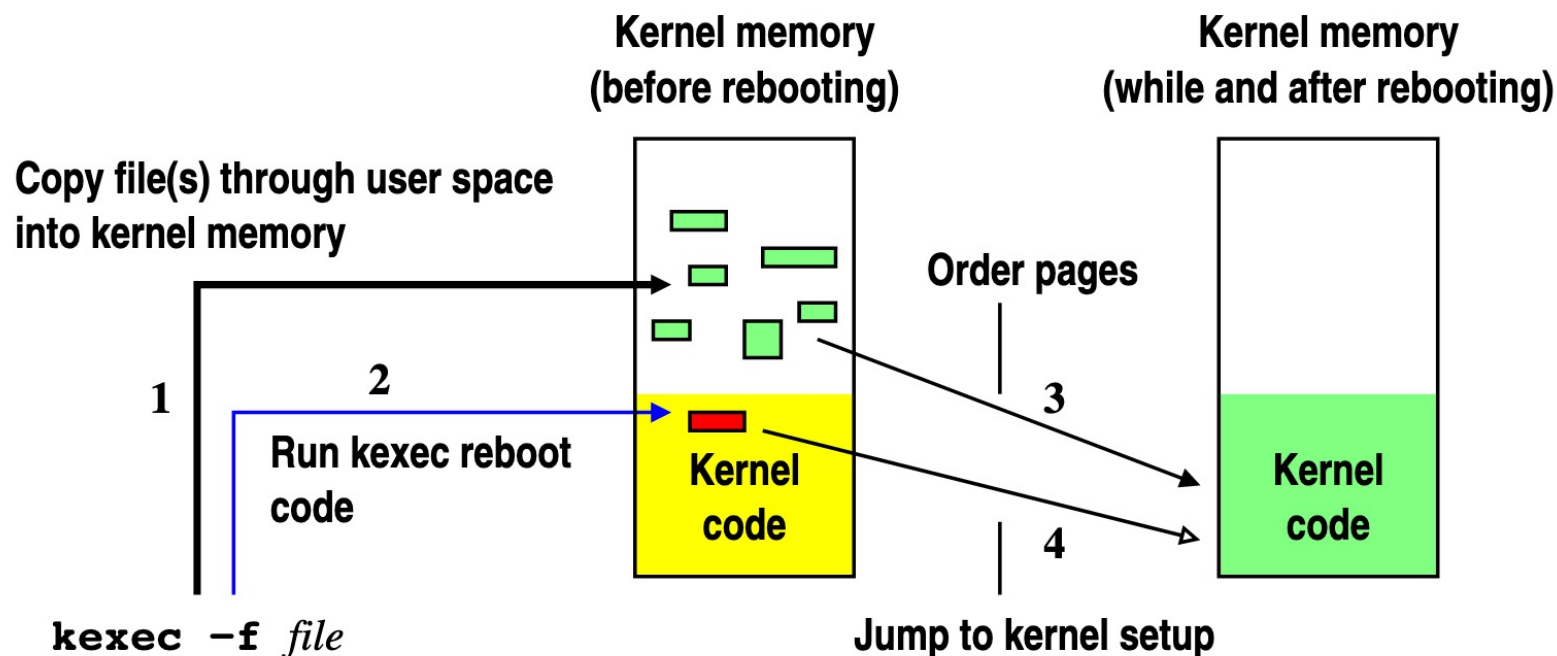 Kernel memory
(before rebooting)
Kernel memory
(while and after rebooting)
Copy file(s) through user space
into kernel memory
Order pages
1
2
3
Run kexec reboot
code
Kernel
code
Kernel
code
4
kexec −f file
Jump to kernel setup